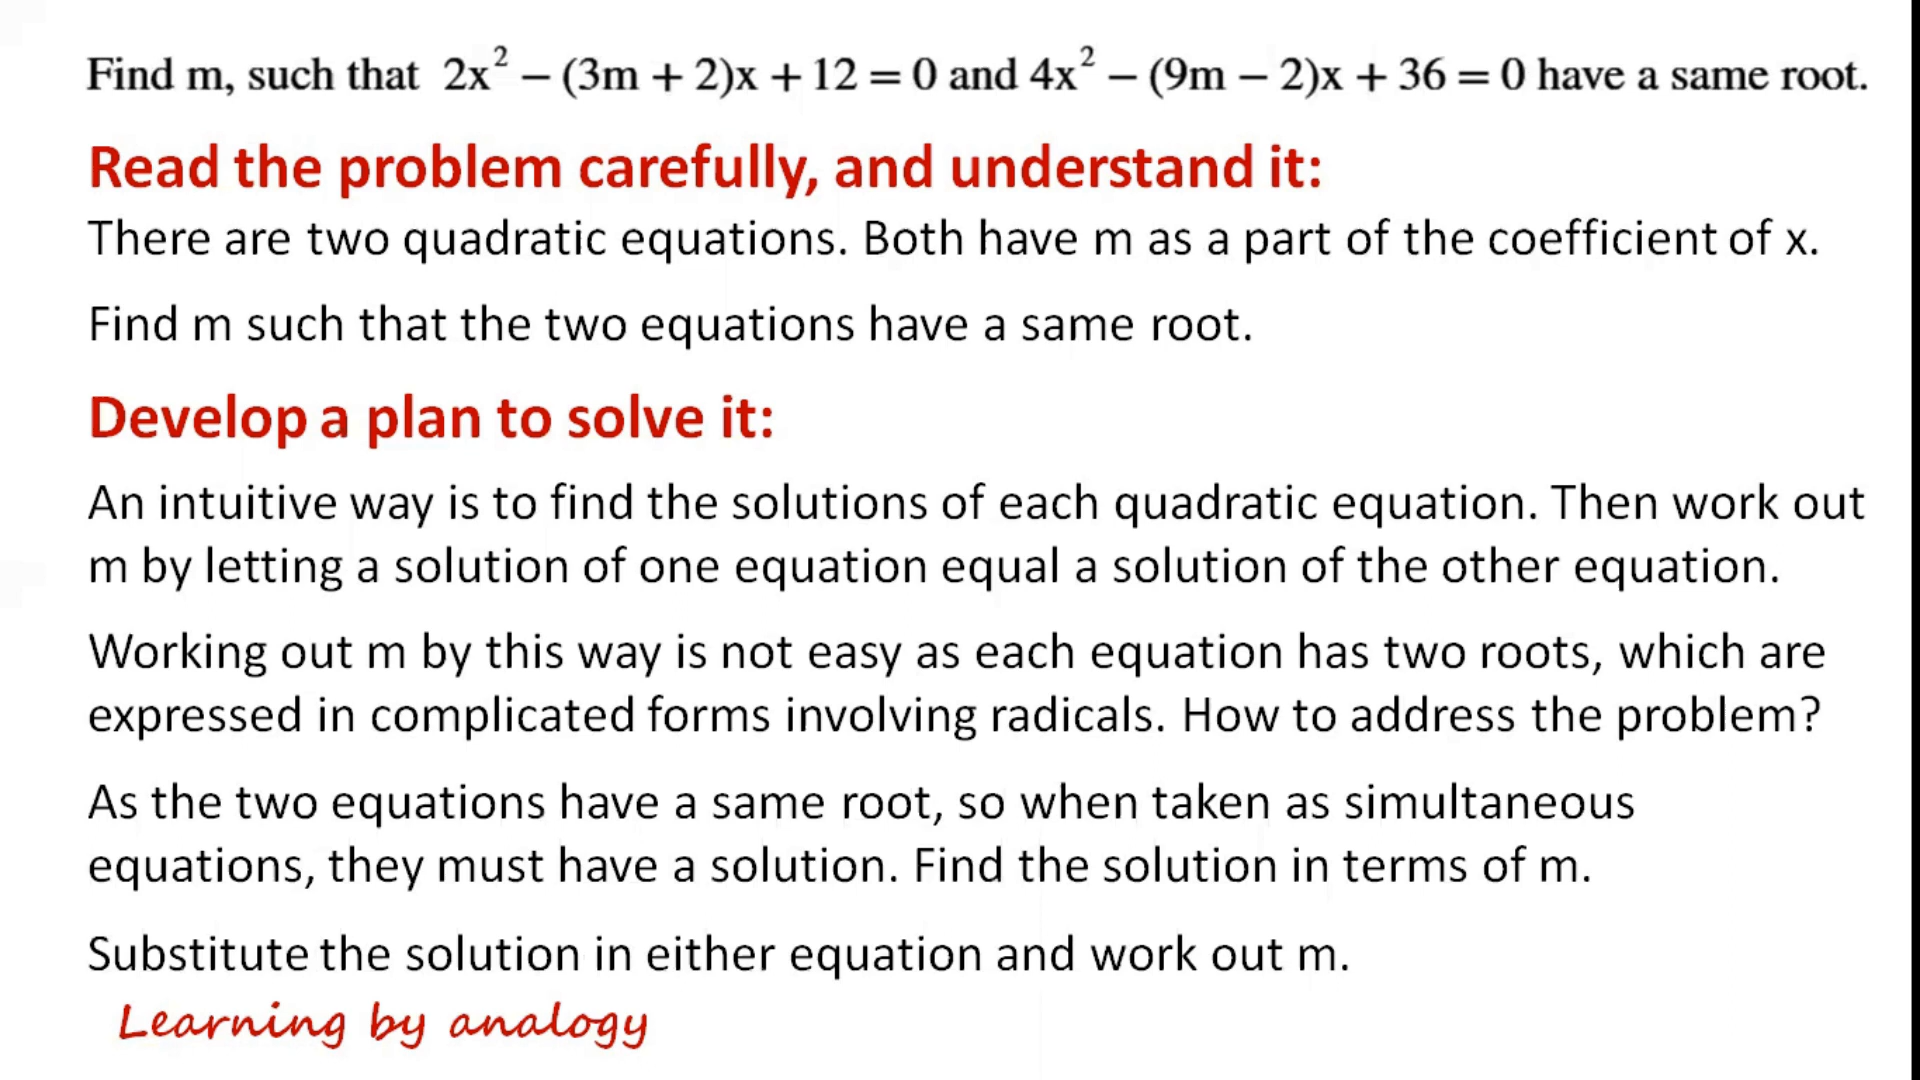 Find m, such that 2x² − (3m + 2)x + 12 = 0 and 4x² − (9m − 2)x + 36 = 0 have a same root.
Read the problem carefully, and understand it:
There are two quadratic equations. Both have m as a part of the coefficient of x.
Find m such that the two equations have a same root.
Develop a plan to solve it:
An intuitive way is to find the solutions of each quadratic equation. Then work out
m by letting a solution of one equation equal a solution of the other equation.
Working out m by this way is not easy as each equation has two roots, which are
expressed in complicated forms involving radicals. How to address the problem?
As the two equations have a same root, so when taken as simultaneous
equations, they must have a solution. Find the solution in terms of m.
Substitute the solution in either equation and work out m.
Learning by analogy